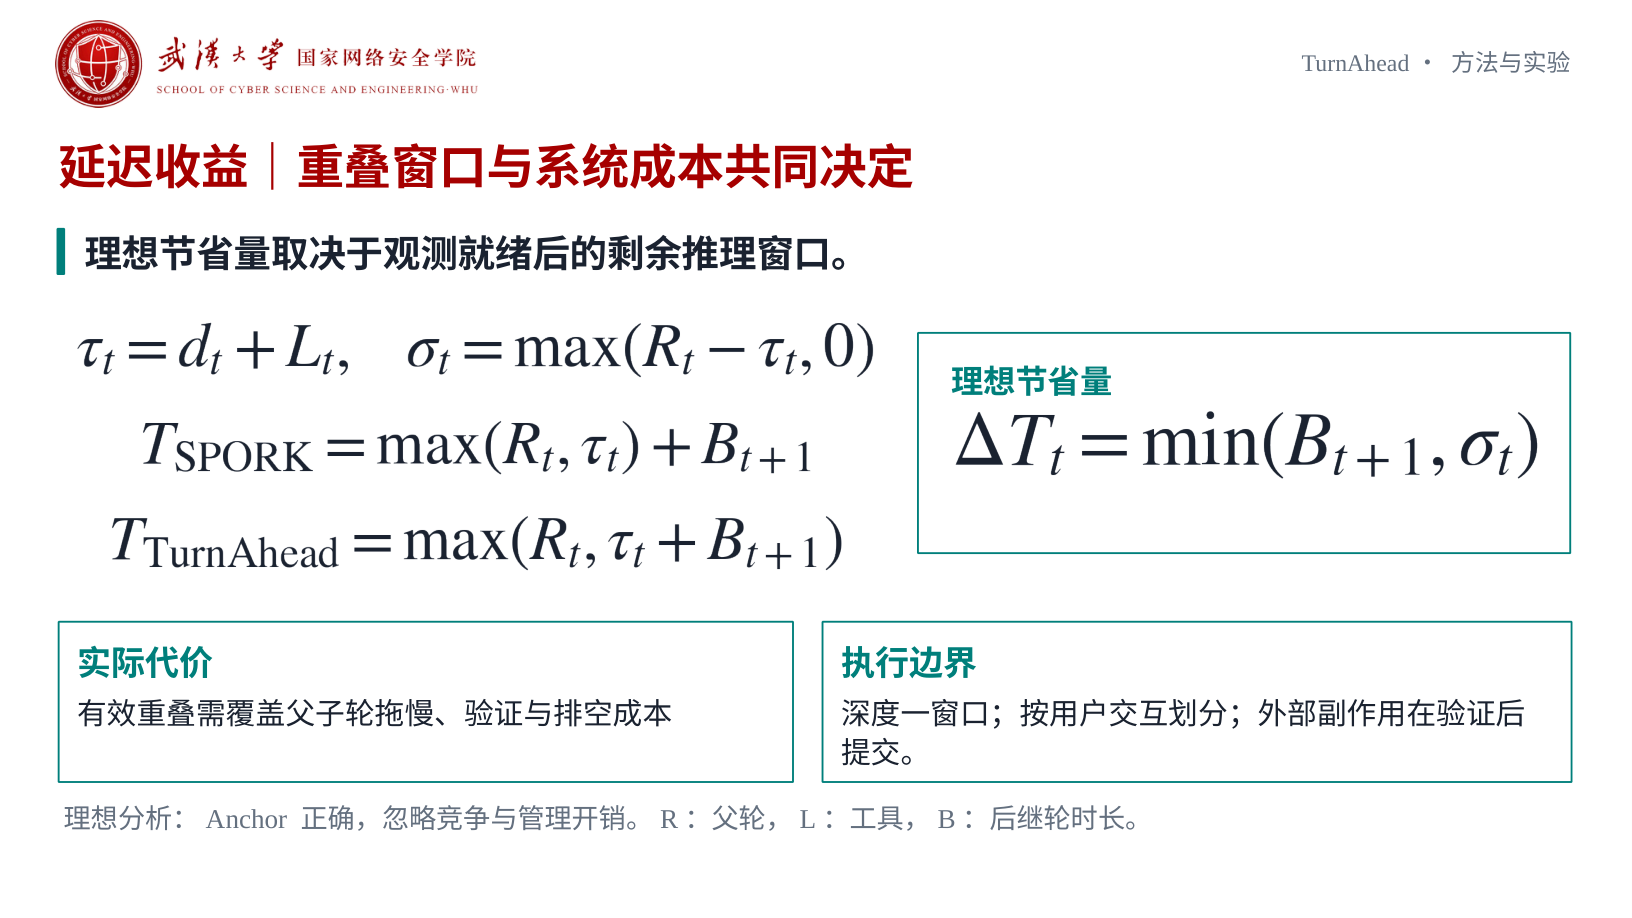 武漢大学 国家网络安全学院
SCHOOL OF CYBER SCIENCE AND ENGINEERING·WHU
TurnAhead • 方法与实验
延迟收益｜重叠窗口与系统成本共同决定
理想节省量取决于观测就绪后的剩余推理窗口。
τt = dt + Lt, σt = max(Rt − τt, 0)
TSPORK = max(Rt, τt) + Bt+1
TTurnAhead = max(Rt, τt + Bt+1)
理想节省量
ΔTt = min(Bt+1, σt)
实际代价
有效重叠需覆盖父子轮拖慢、验证与排空成本
执行边界
深度一窗口；按用户交互划分；外部副作用在验证后
提交。
理想分析： Anchor 正确，忽略竞争与管理开销。 R ： 父轮， L ： 工具， B ： 后继轮时长。